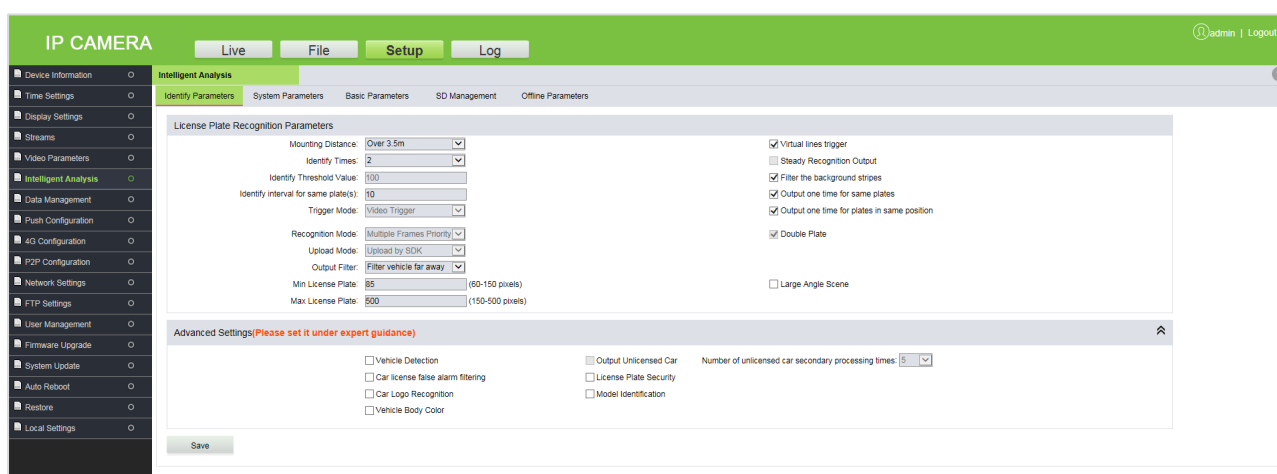 IP CAMERA
Live File Setup Log
admin | Logout
Device Information
Time Settings
Display Settings
Streams
Video Parameters
Intelligent Analysis
Data Management
Push Configuration
4G Configuration
P2P Configuration
Network Settings
FTP Settings
User Management
Firmware Upgrade
System Update
Auto Reboot
Restore
Local Settings
Intelligent Analysis
Identify Parameters System Parameters Basic Parameters SD Management Offline Parameters
License Plate Recognition Parameters
Mounting Distance: Over 3.5m
Identify Times: 2
Identify Threshold Value: 100
Identify interval for same plate(s): 10
Trigger Mode: Video Trigger
Recognition Mode: Multiple Frames Priority
Upload Mode: Upload by SDK
Output Filter: Filter vehicle far away
Min License Plate: 85 (60-150 pixels)
Max License Plate: 500 (150-500 pixels)
Virtual lines trigger
Steady Recognition Output
Filter the background stripes
Output one time for same plates
Output one time for plates in same position
Double Plate
Large Angle Scene
Advanced Settings(Please set it under expert guidance)
Vehicle Detection Output Unlicensed Car Number of unlicensed car secondary processing times: 5
Car license false alarm filtering License Plate Security
Car Logo Recognition Model Identification
Vehicle Body Color
Save